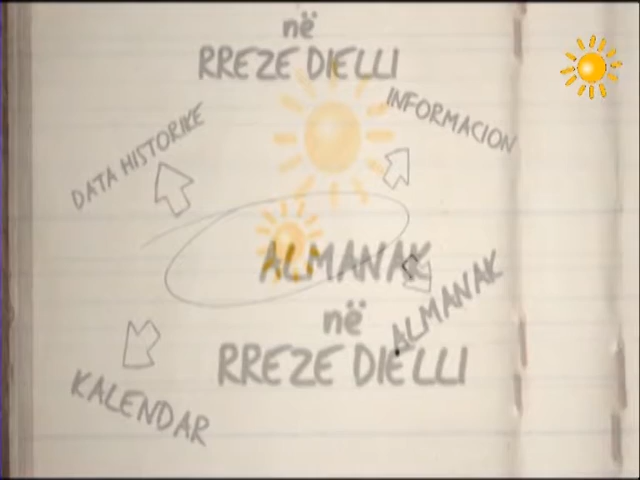 në
RREZE DIELLI
INFORMACION
DATA HISTORIKE
ALMANAK
ALMANAK
në
RREZE DIELLI
KALENDAR